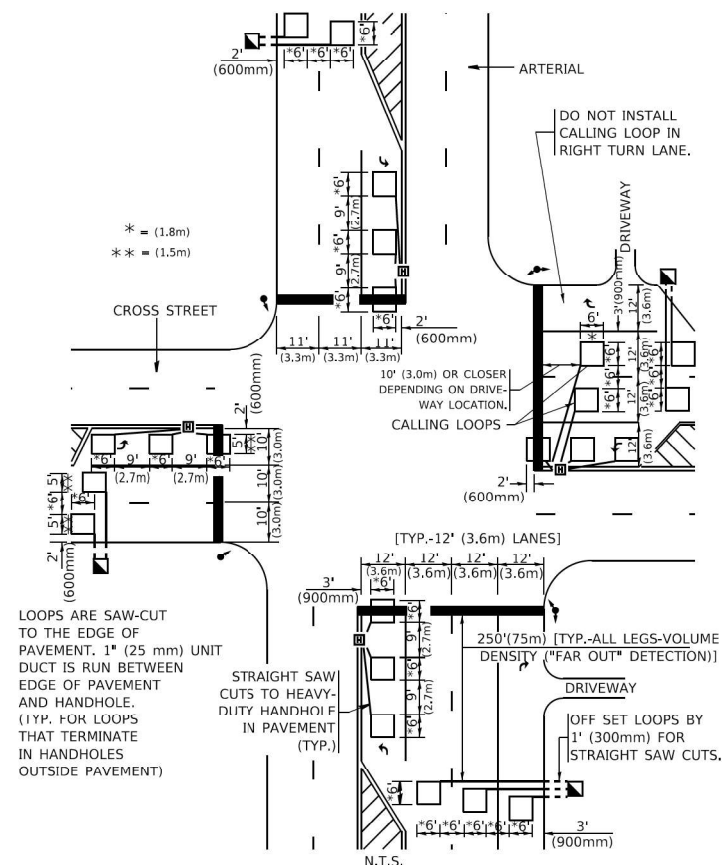 *6'
*6' *6' *6'
2'
(600mm)
ARTERIAL
DO NOT INSTALL
CALLING LOOP IN
RIGHT TURN LANE.
DRIVEWAY
* = (1.8m)
** = (1.5m)
*6'
9'
(2.7m)
*6'
9'
(2.7m)
*6'
H
*6'
2'
(600mm)
11' 11' 11'
(3.3m) (3.3m) (3.3m)
CROSS STREET
3'(900mm)
12'
(3.6m)
6'
*
*6'
*6'
*6'
12'
(3.6m)
12'
12'
(3.6m)
*6'
*6'
*6'
10' (3.0m) OR CLOSER
DEPENDING ON DRIVE-
WAY LOCATION.
CALLING LOOPS
H
2'
(600mm)
2'
(600mm)
H
5'
**
10'
(3.0m)
*6' 9' 9' *6'
(2.7m) (2.7m)
10'
(3.0m)
10'
(3.0m)
5'
**
*6'
*6'
5'
**
2'
(600mm)
[TYP.-12' (3.6m) LANES]
12' 12' 12' 12'
(3.6m) (3.6m) (3.6m) (3.6m)
3'
(900mm)
*6'
*6'
9'
(2.7m)
*6'
9'
(2.7m)
*6'
H
LOOPS ARE SAW-CUT
TO THE EDGE OF
PAVEMENT. 1" (25 mm) UNIT
DUCT IS RUN BETWEEN
EDGE OF PAVEMENT
AND HANDHOLE.
(TYP. FOR LOOPS
THAT TERMINATE
IN HANDHOLES
OUTSIDE PAVEMENT)
STRAIGHT SAW
CUTS TO HEAVY-
DUTY HANDHOLE
IN PAVEMENT
(TYP.)
250'(75m) [TYP.-ALL LEGS-VOLUME
DENSITY ("FAR OUT" DETECTION)]
DRIVEWAY
OFF SET LOOPS BY
1' (300mm) FOR
STRAIGHT SAW CUTS.
*6'
*6' *6' *6' *6' *6'
3'
(900mm)
N.T.S.